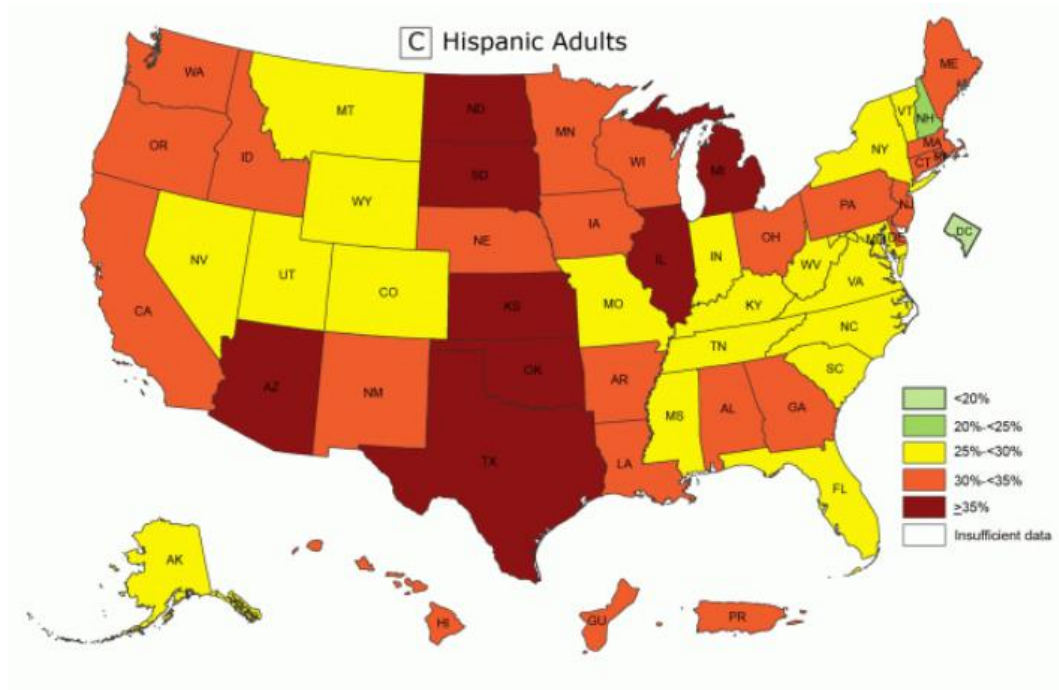 C Hispanic Adults
WA
MT
ND
MN
ME
OR
ID
WY
SD
WI
MI
VT
NH
NY
MA
CT
RI
NV
UT
CO
NE
IA
IL
IN
OH
PA
NJ
DC
MD
DE
WV
VA
CA
KS
MO
KY
NC
TN
SC
AZ
NM
OK
AR
MS
AL
GA
TX
LA
FL
<20%
20%-<25%
25%-<30%
30%-<35%
≥35%
Insufficient data
AK
HI
GU
PR